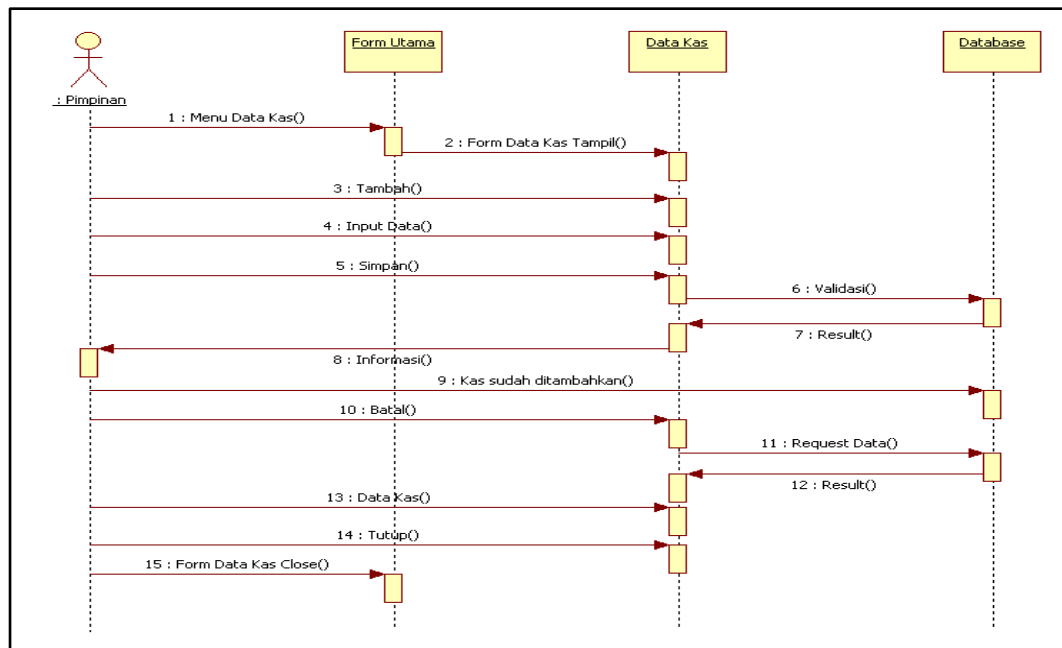 Form Utama
Data Kas
Database
: Pimpinan
1 : Menu Data Kas()
2 : Form Data Kas Tampil()
3 : Tambah()
4 : Input Data()
5 : Simpan()
6 : Validasi()
7 : Result()
8 : Informasi()
9 : Kas sudah ditambahkan()
10 : Batal()
11 : Request Data()
12 : Result()
13 : Data Kas()
14 : Tutup()
15 : Form Data Kas Close()